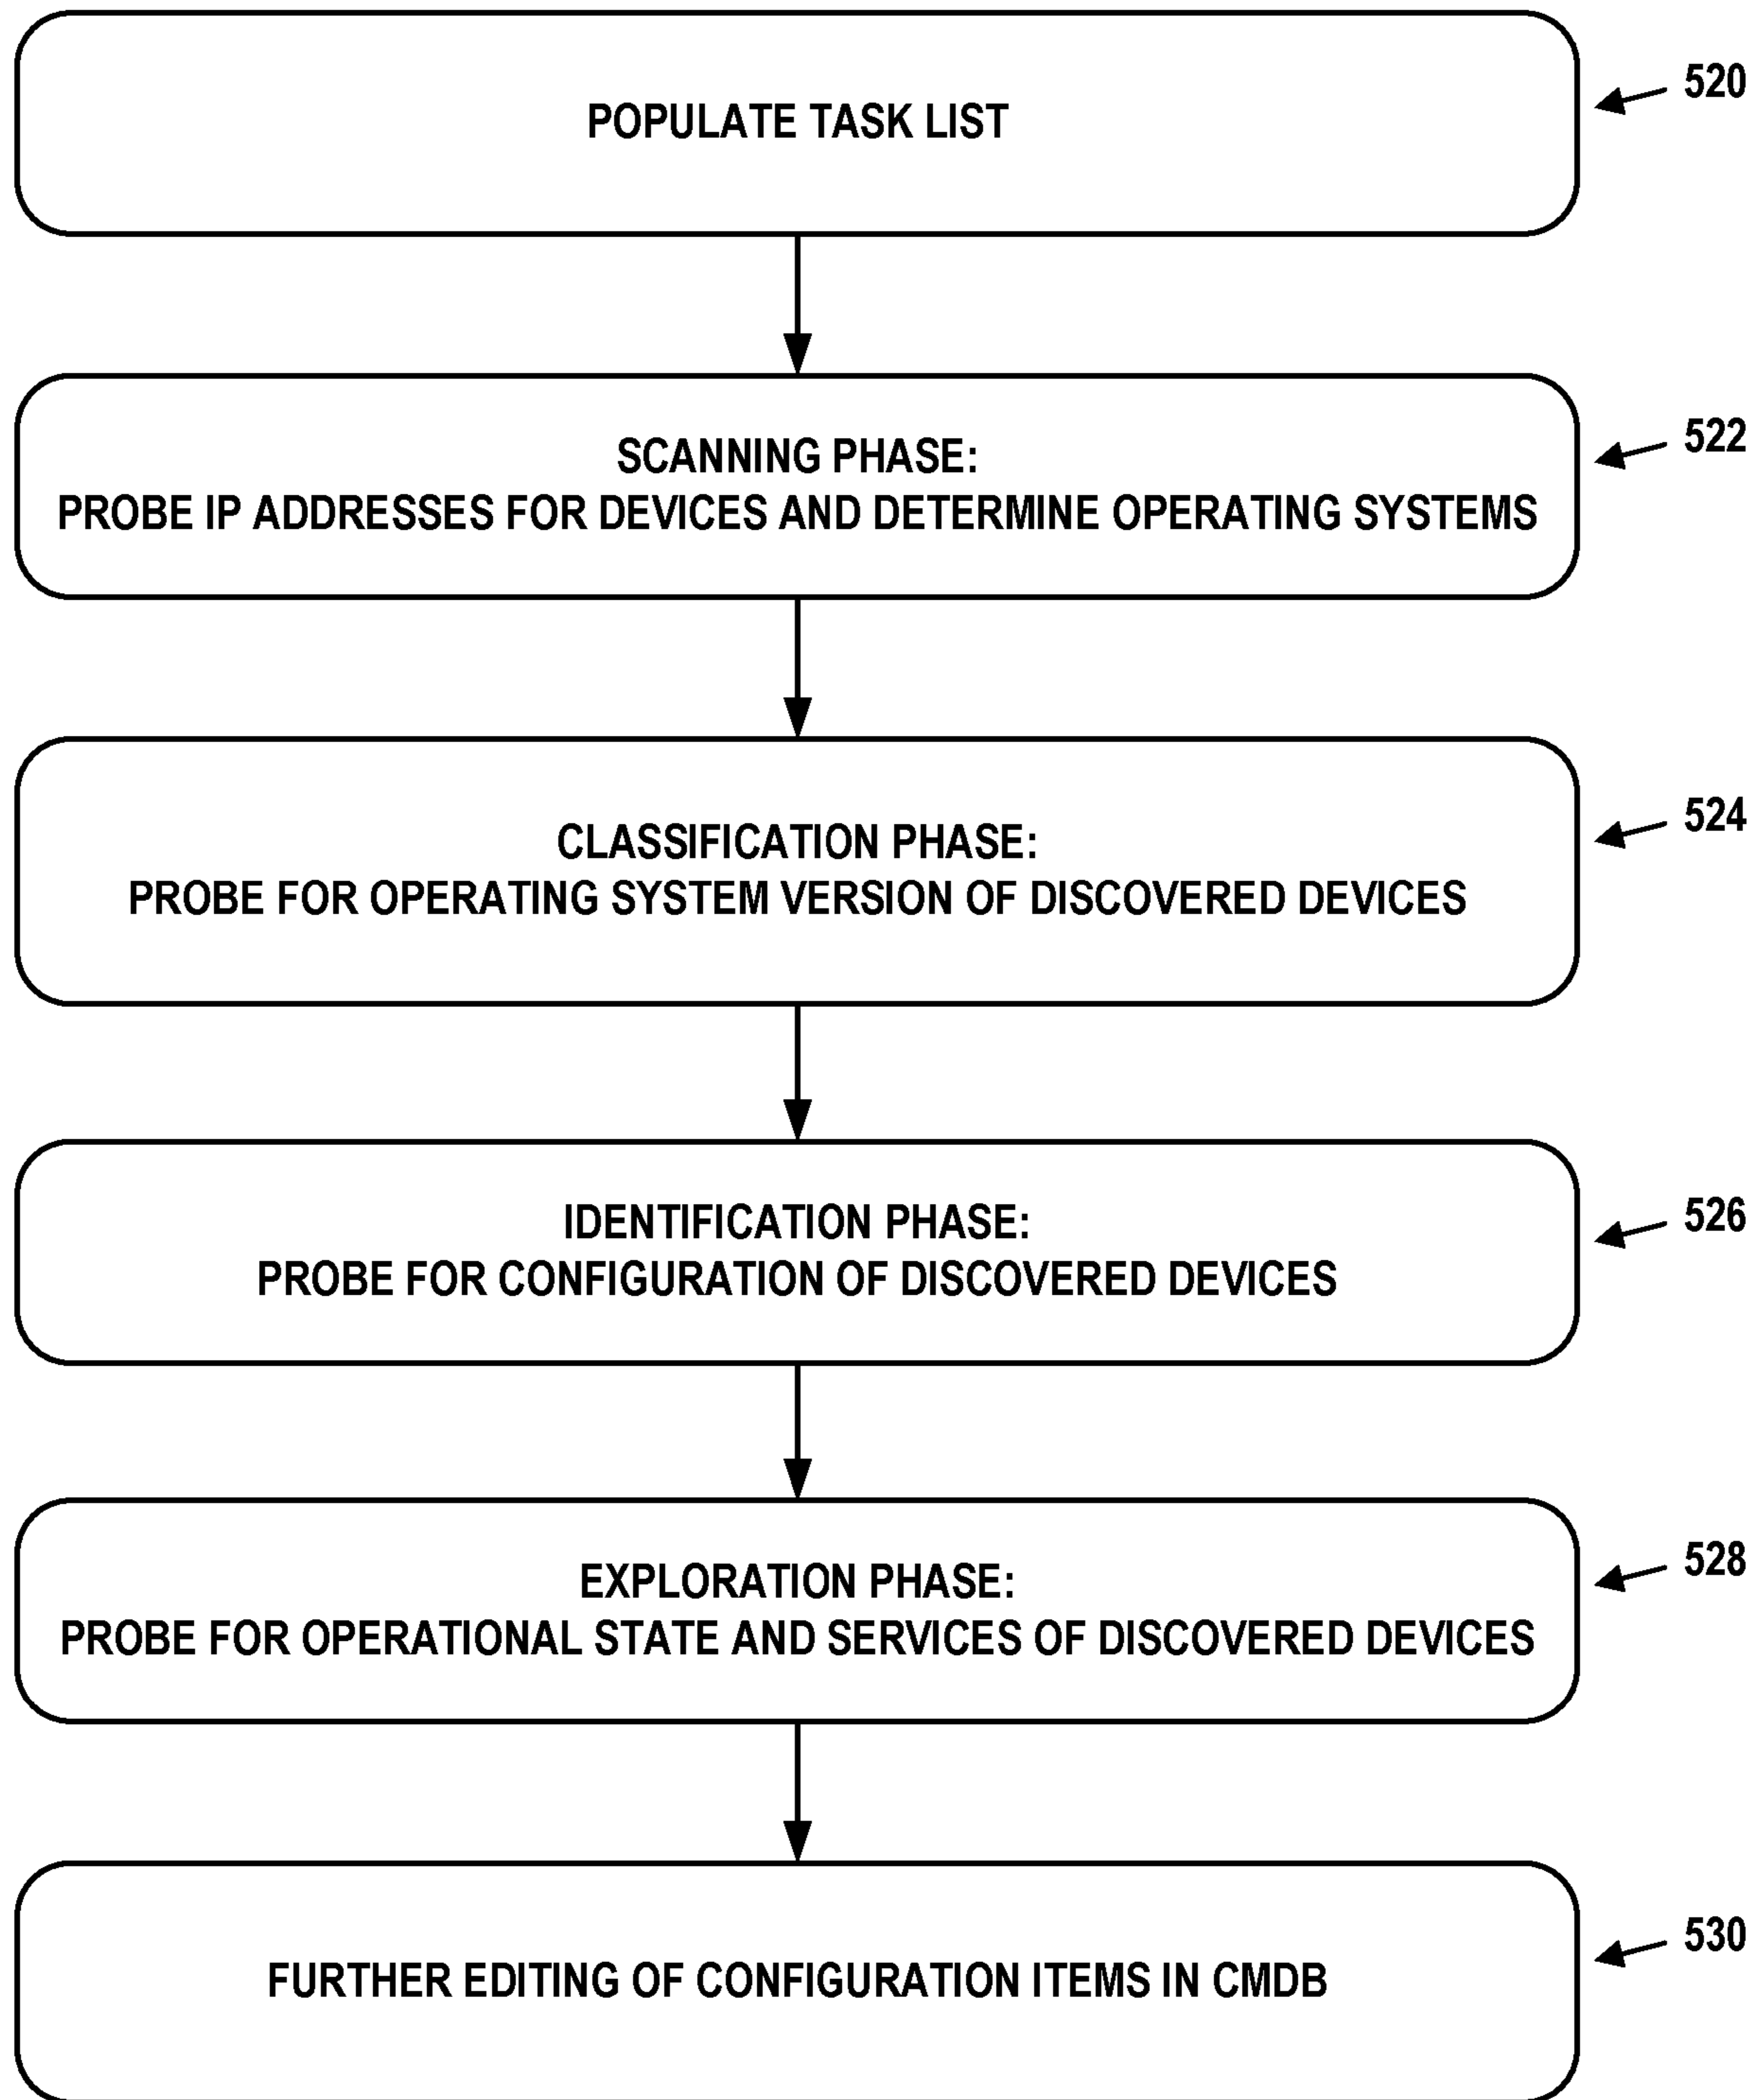 POPULATE TASK LIST
520
SCANNING PHASE:
PROBE IP ADDRESSES FOR DEVICES AND DETERMINE OPERATING SYSTEMS
522
CLASSIFICATION PHASE:
PROBE FOR OPERATING SYSTEM VERSION OF DISCOVERED DEVICES
524
IDENTIFICATION PHASE:
PROBE FOR CONFIGURATION OF DISCOVERED DEVICES
526
EXPLORATION PHASE:
PROBE FOR OPERATIONAL STATE AND SERVICES OF DISCOVERED DEVICES
528
FURTHER EDITING OF CONFIGURATION ITEMS IN CMDB
530